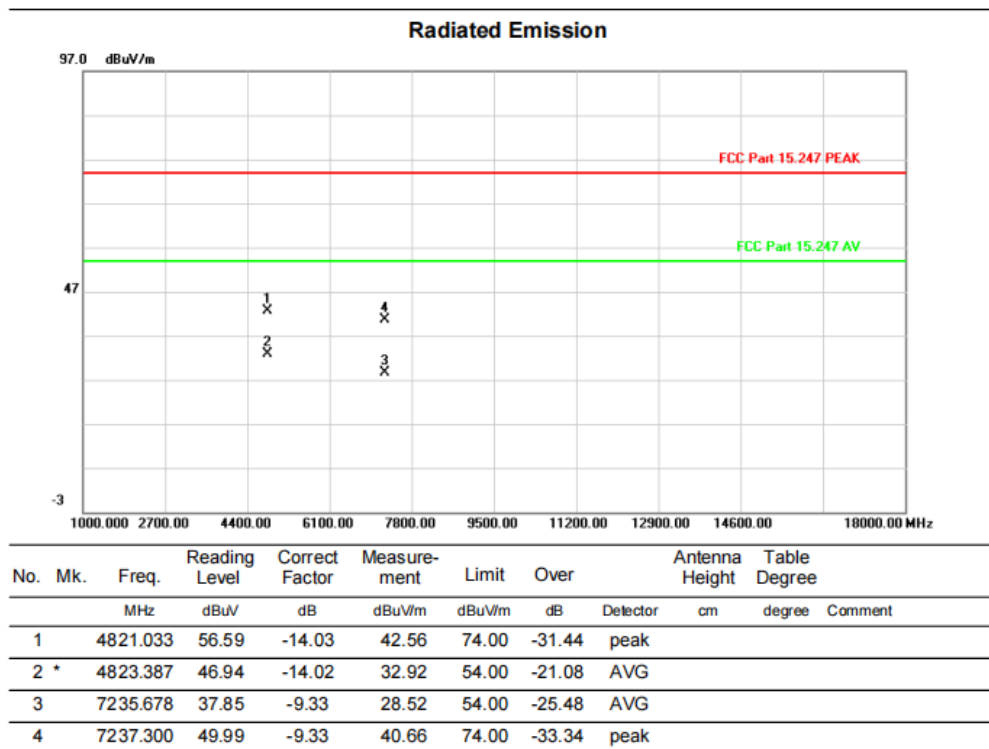 Radiated Emission
97.0 dBuV/m
FCC Part 15.247 PEAK
FCC Part 15.247 AV
47
1
4
2
3
-3
1000.000 2700.00 4400.00 6100.00 7800.00 9500.00 11200.00 12900.00 14600.00 18000.00 MHz
No. Mk. Freq. Reading Level Correct Factor Measure-ment Limit Over Antenna Height Table Degree
MHz dBuV dB dBuV/m dBuV/m dB Detector cm degree Comment
1 4821.033 56.59 -14.03 42.56 74.00 -31.44 peak
2 * 4823.387 46.94 -14.02 32.92 54.00 -21.08 AVG
3 7235.678 37.85 -9.33 28.52 54.00 -25.48 AVG
4 7237.300 49.99 -9.33 40.66 74.00 -33.34 peak